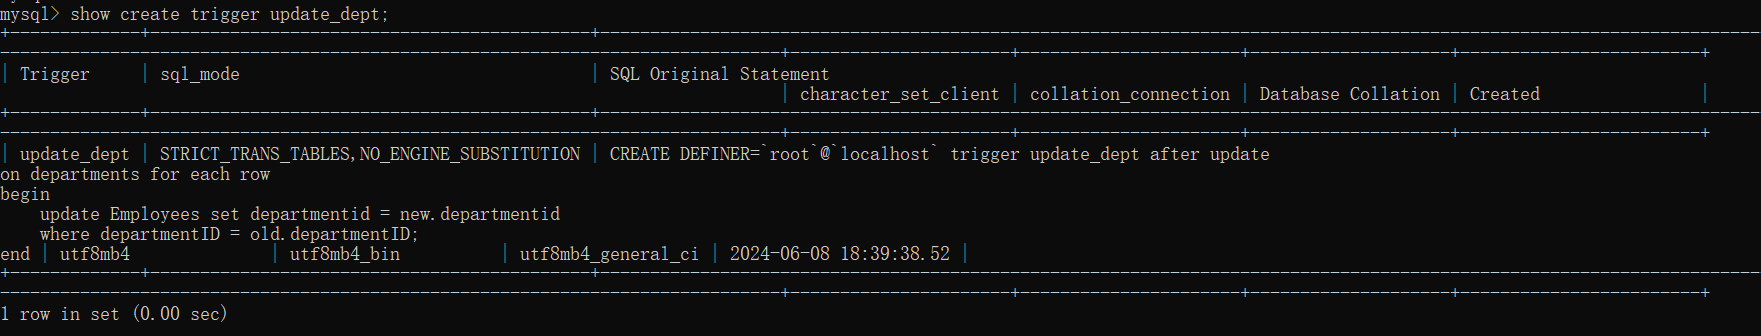 mysql> show create trigger update_dept;
+-------------+--------------------------------------------+----------------------------------------------------------------------------------------------------------------------
------------------------------------------------------------------------------+----------------------+----------------------+--------------------+------------------------+
| Trigger     | sql_mode                                   | SQL Original Statement
                                                                              | character_set_client | collation_connection | Database Collation | Created                |
+-------------+--------------------------------------------+----------------------------------------------------------------------------------------------------------------------
------------------------------------------------------------------------------+----------------------+----------------------+--------------------+------------------------+
| update_dept | STRICT_TRANS_TABLES,NO_ENGINE_SUBSTITUTION | CREATE DEFINER=`root`@`localhost` trigger update_dept after update
on departments for each row
begin
    update Employees set departmentid = new.departmentid
    where departmentID = old.departmentID;
end | utf8mb4              | utf8mb4_bin          | utf8mb4_general_ci | 2024-06-08 18:39:38.52 |
+-------------+--------------------------------------------+----------------------------------------------------------------------------------------------------------------------
------------------------------------------------------------------------------+----------------------+----------------------+--------------------+------------------------+
1 row in set (0.00 sec)